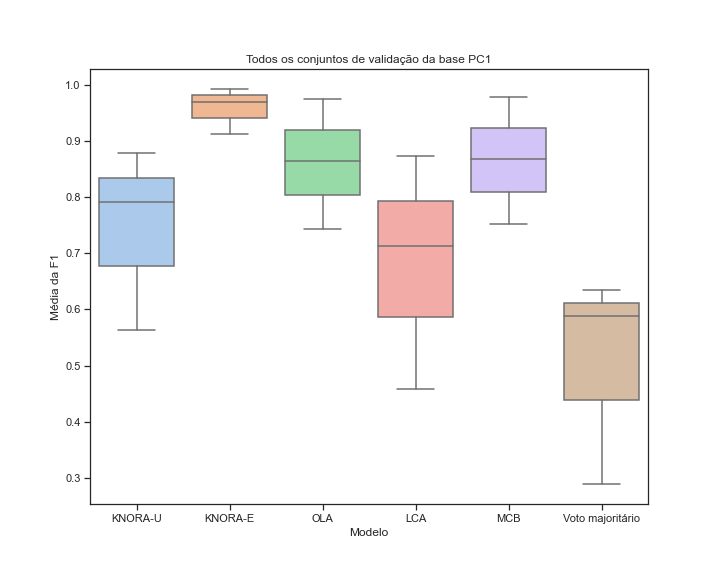 Todos os conjuntos de validação da base PC1
Média da F1
1.0
0.9
0.8
0.7
0.6
0.5
0.4
0.3
KNORA-U KNORA-E OLA LCA MCB Voto majoritário
Modelo